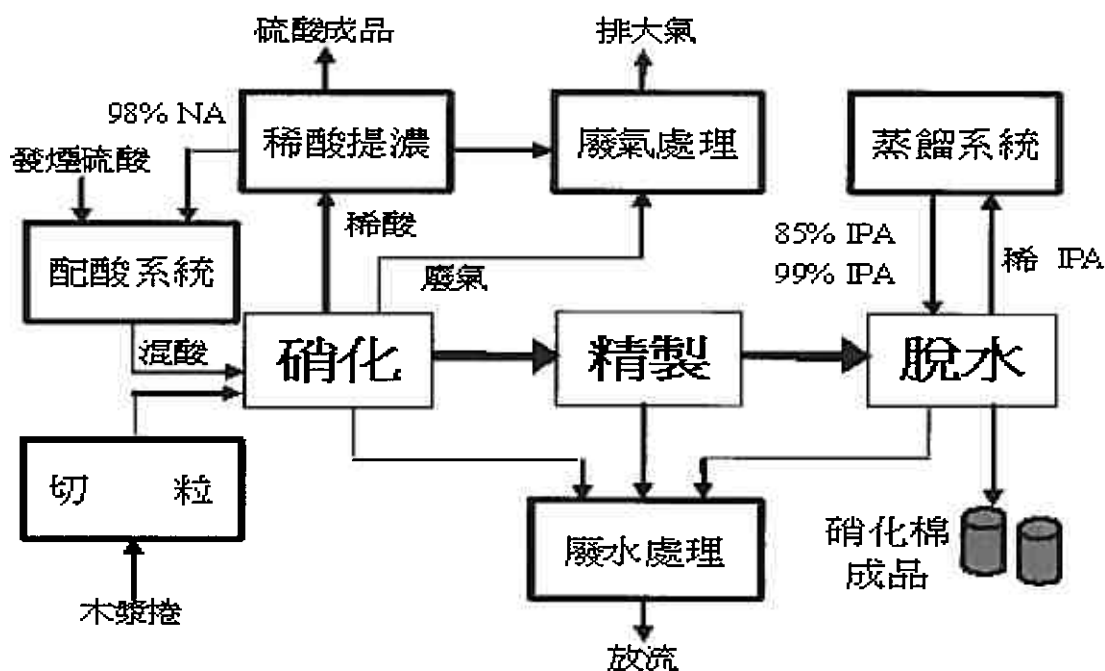 硫酸成品
排大氣
98% NA
稀酸提濃
廢氣處理
蒸餾系統
發煙硫酸
稀酸
85% IPA
99% IPA
稀 IPA
配酸系統
廢氣
混酸
硝化
精製
脫水
切 粒
廢水處理
硝化棉
成品
木漿捲
放流